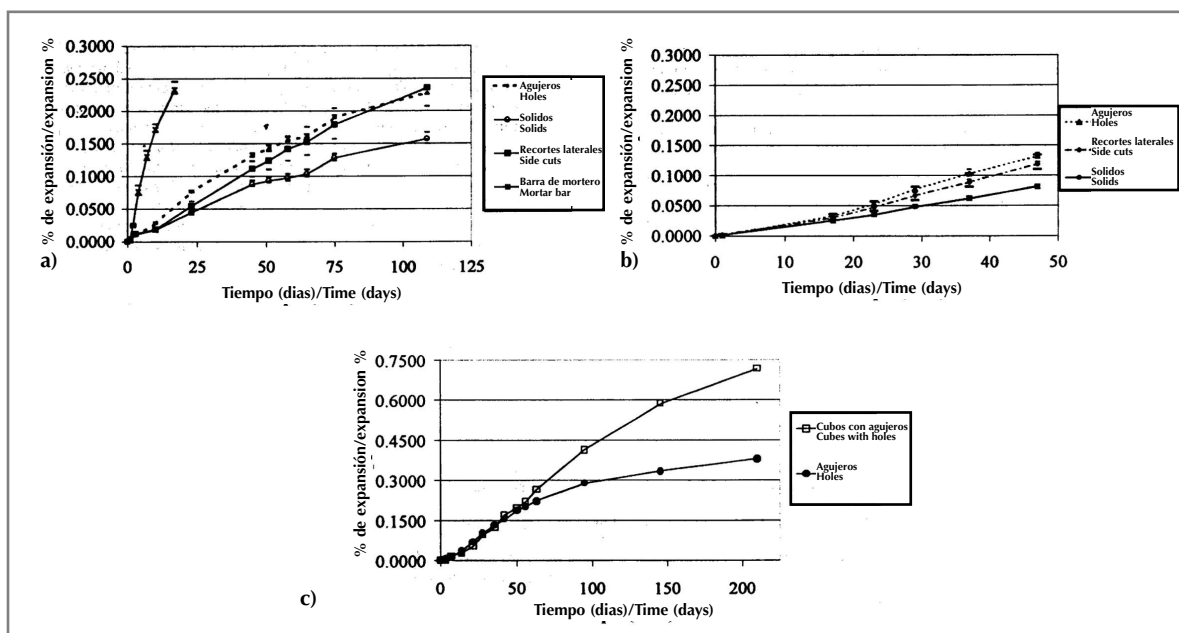 % de expansión/expansion %
0.3000
0.2500
0.2000
0.1500
0.1000
0.0500
0.0000
0 25 50 75 100 125
Tiempo (dias)/Time (days)
a)
Agujeros
Holes
Solidos
Solids
Recortes laterales
Side cuts
Barra de mortero
Mortar bar
% de expansión/expansion %
0.3000
0.2500
0.2000
0.1500
0.1000
0.0500
0.0000
0 10 20 30 40 50
Tiempo (dias)/Time (days)
b)
Agujeros
Holes
Recortes laterales
Side cuts
Solidos
Solids
% de expansión/expansion %
0.7500
0.6000
0.4500
0.3000
0.1500
0.0000
0 50 100 150 200
Tiempo (dias)/Time (days)
c)
Cubos con agujeros
Cubes with holes
Agujeros
Holes